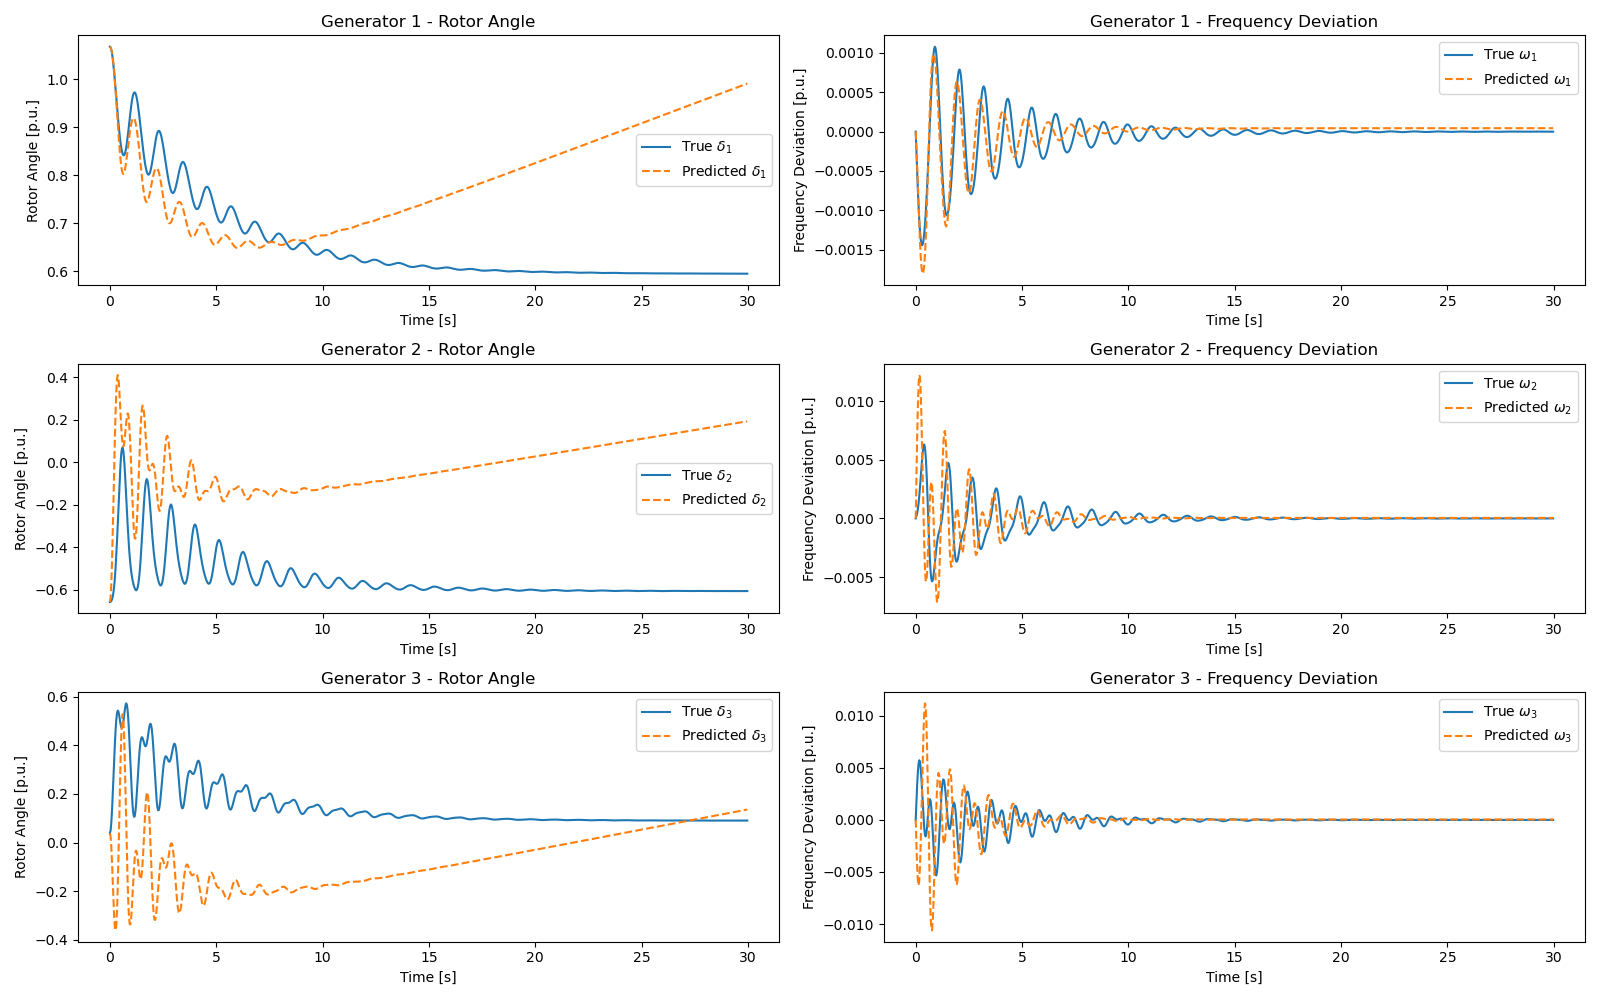 Generator 1 - Rotor Angle
Rotor Angle [p.u.]
1.0
0.9
0.8
0.7
0.6
True δ1
Predicted δ1
0 5 10 15 20 25 30
Time [s]
Generator 1 - Frequency Deviation
Frequency Deviation [p.u.]
0.0010
0.0005
0.0000
−0.0005
−0.0010
−0.0015
True ω1
Predicted ω1
0 5 10 15 20 25 30
Time [s]
Generator 2 - Rotor Angle
Rotor Angle [p.u.]
0.4
0.2
0.0
−0.2
−0.4
−0.6
True δ2
Predicted δ2
0 5 10 15 20 25 30
Time [s]
Generator 2 - Frequency Deviation
Frequency Deviation [p.u.]
0.010
0.005
0.000
−0.005
True ω2
Predicted ω2
0 5 10 15 20 25 30
Time [s]
Generator 3 - Rotor Angle
Rotor Angle [p.u.]
0.6
0.4
0.2
0.0
−0.2
−0.4
True δ3
Predicted δ3
0 5 10 15 20 25 30
Time [s]
Generator 3 - Frequency Deviation
Frequency Deviation [p.u.]
0.010
0.005
0.000
−0.005
−0.010
True ω3
Predicted ω3
0 5 10 15 20 25 30
Time [s]